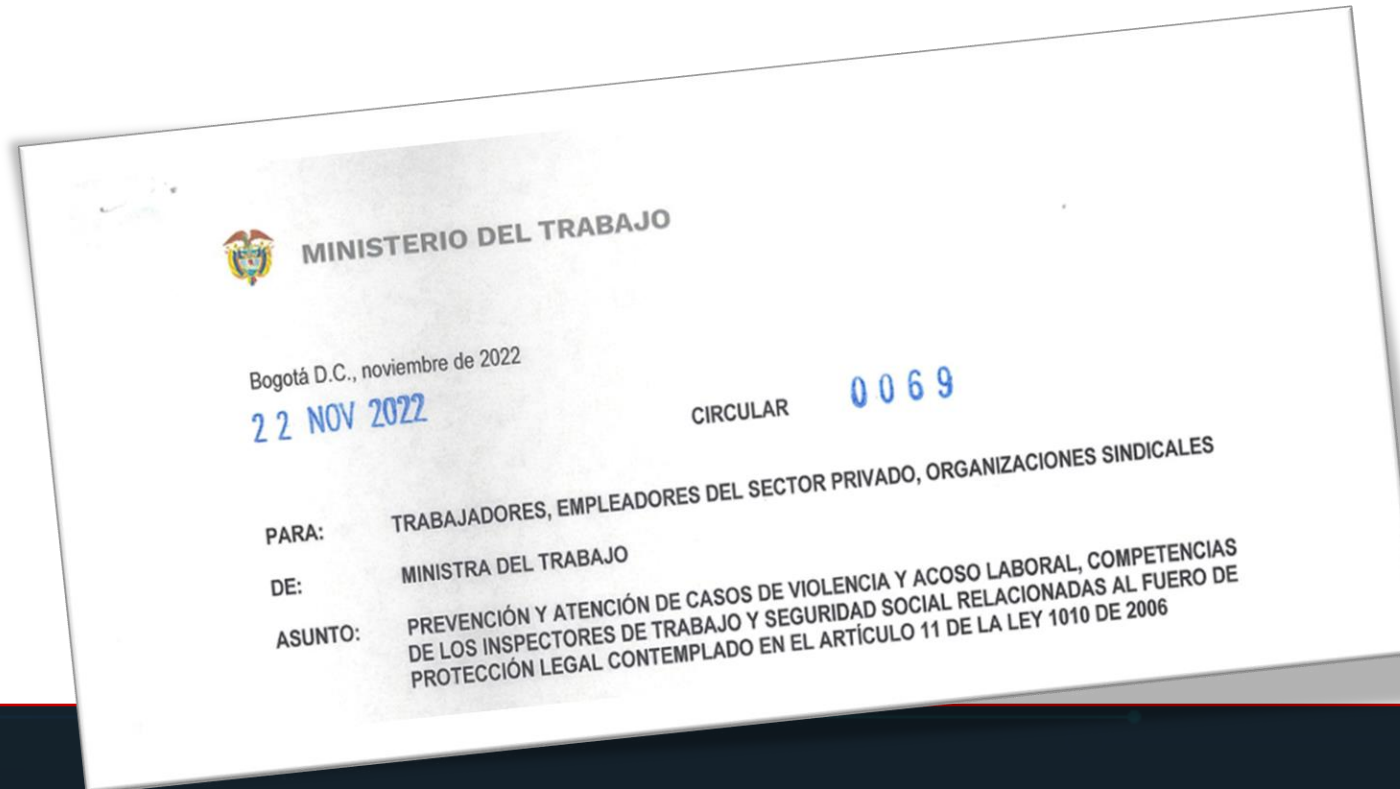 MINISTERIO DEL TRABAJO
Bogotá D.C., noviembre de 2022
22 NOV 2022
CIRCULAR 0069
PARA: TRABAJADORES, EMPLEADORES DEL SECTOR PRIVADO, ORGANIZACIONES SINDICALES
DE: MINISTRA DEL TRABAJO
ASUNTO: PREVENCIÓN Y ATENCIÓN DE CASOS DE VIOLENCIA Y ACOSO LABORAL, COMPETENCIAS
DE LOS INSPECTORES DE TRABAJO Y SEGURIDAD SOCIAL RELACIONADAS AL FUERO DE
PROTECCIÓN LEGAL CONTEMPLADO EN EL ARTÍCULO 11 DE LA LEY 1010 DE 2006